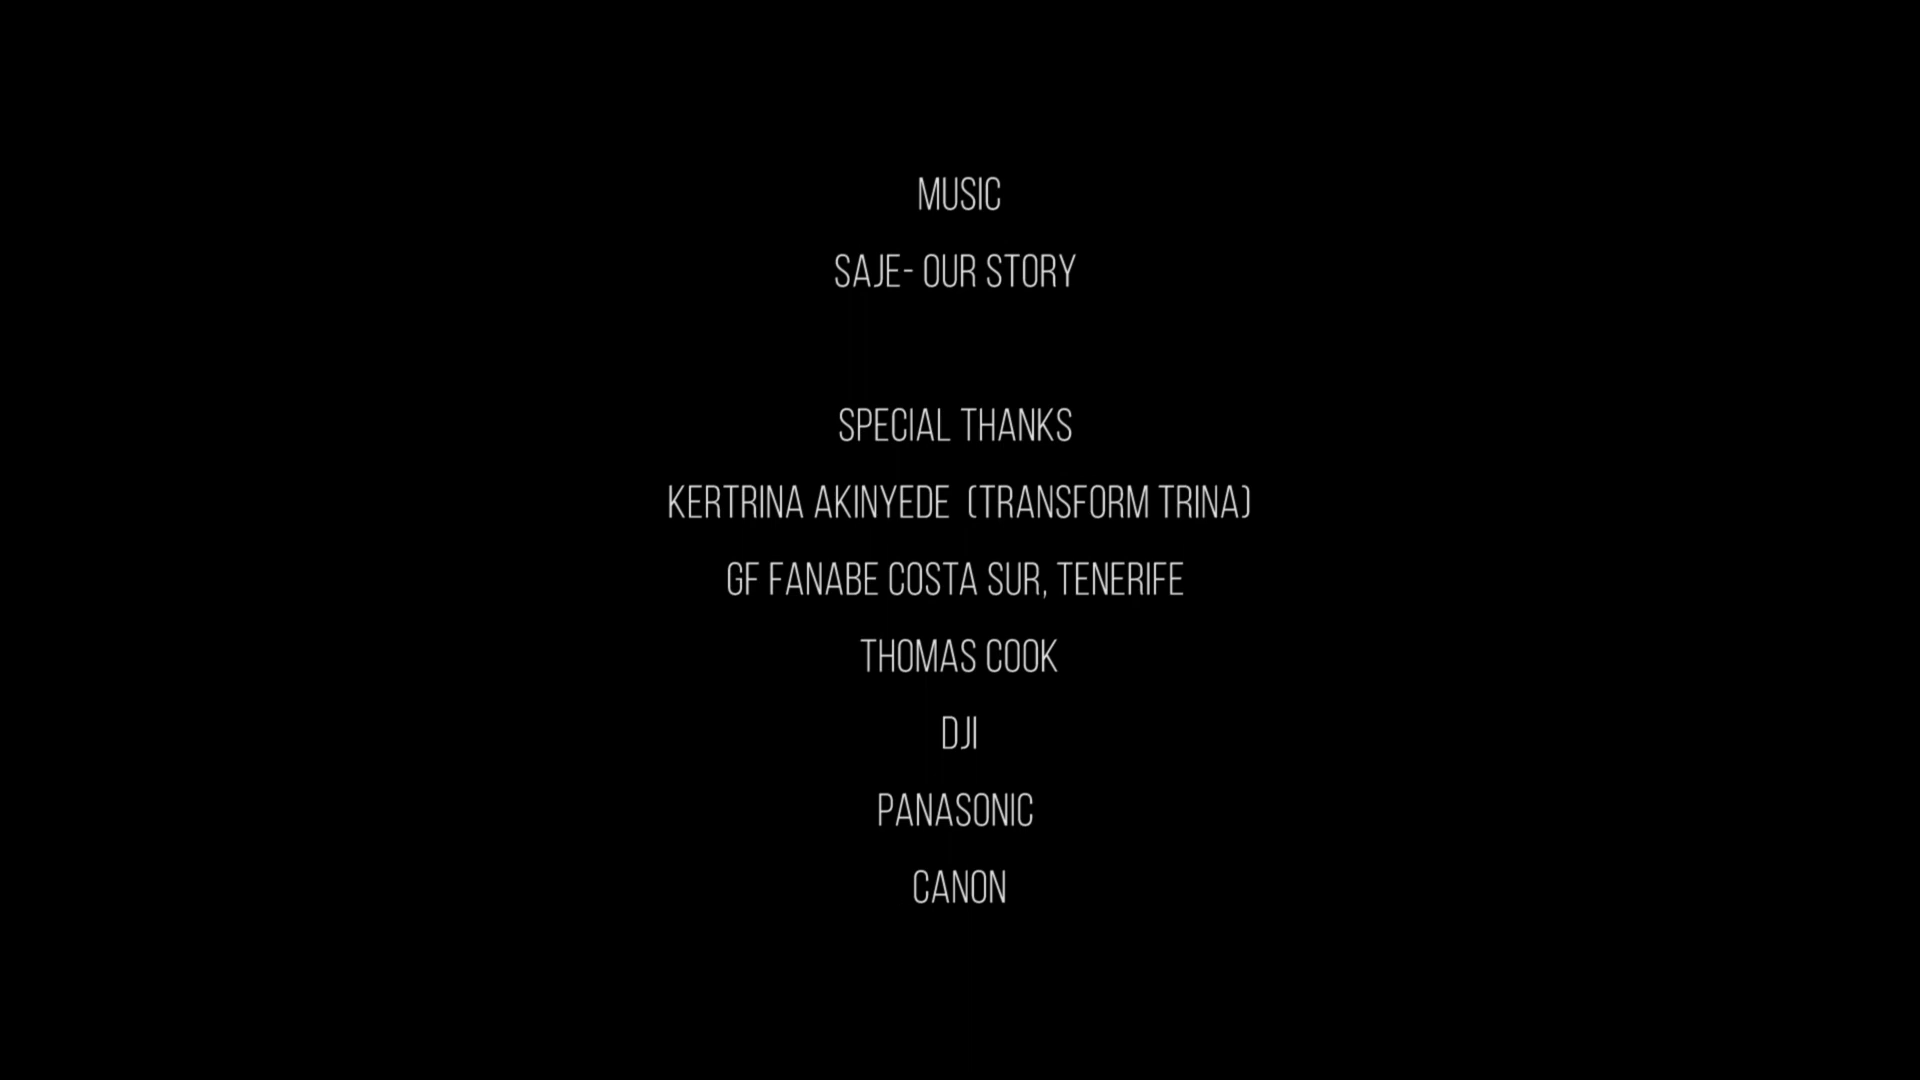 MUSIC
SAJE- OUR STORY
SPECIAL THANKS
KERTRINA AKINYEDE (TRANSFORM TRINA)
GF FANABE COSTA SUR, TENERIFE
THOMAS COOK
DJI
PANASONIC
CANON